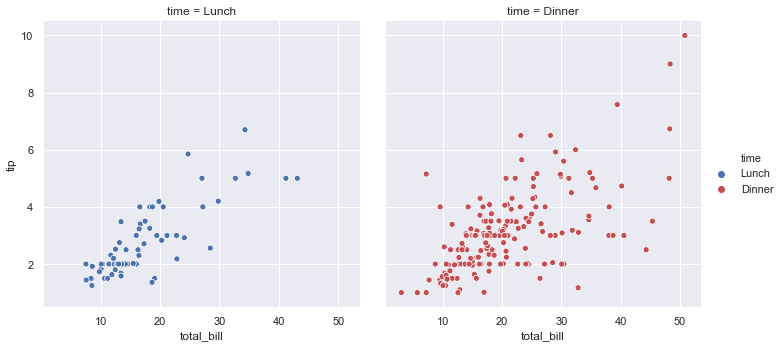 time = Lunch
time = Dinner
10
8
6
4
2
tip
10 20 30 40 50
10 20 30 40 50
total_bill
total_bill
time
Lunch
Dinner